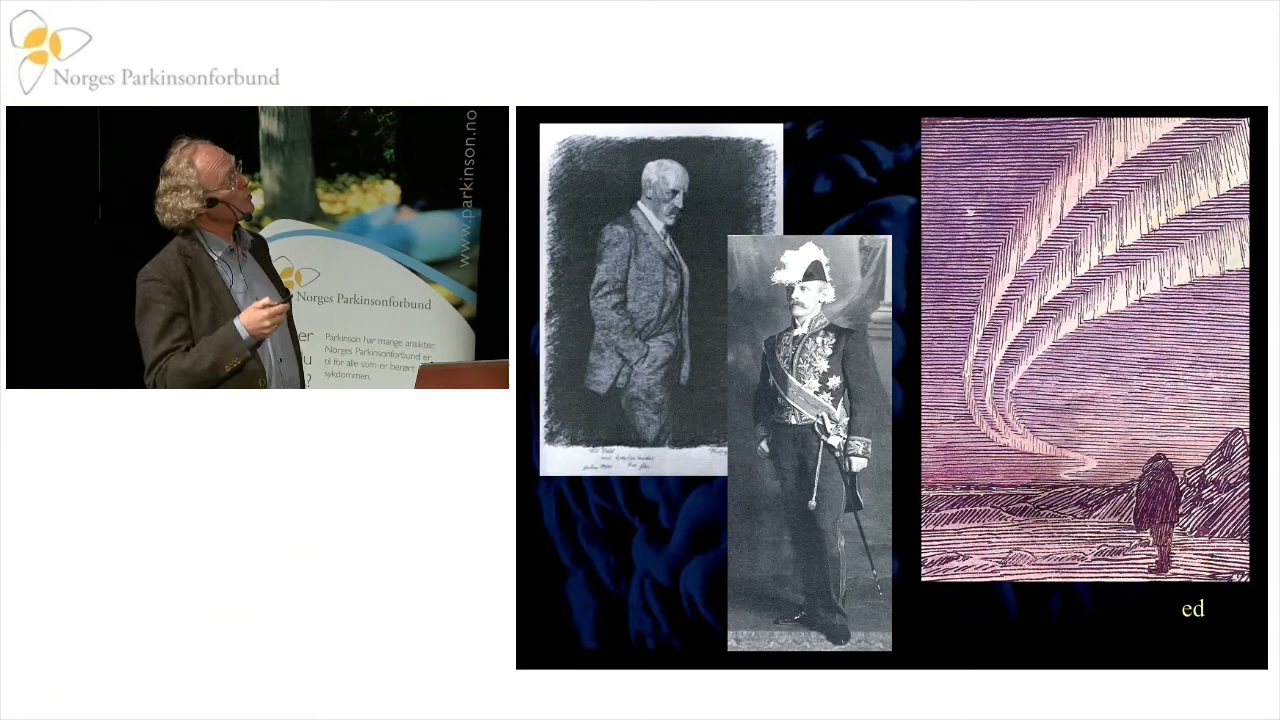 Norges Parkinsonforbund
www.parkinson.no
Norges Parkinsonforbund
er
u
?
Parkinson har mange ansikter.
Norges Parkinsonforbund er
til for alle som er berørt
sykdommen.
ed